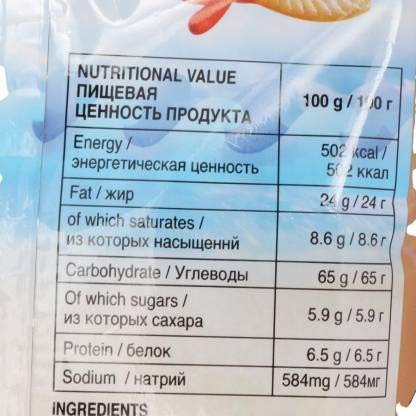 NUTRITIONAL VALUE
ПИЩЕВАЯ
ЦЕННОСТЬ ПРОДУКТА
100 g / 100 г
Energy /
энергетическая ценность
502 kcal /
502 ккал
Fat / жир
24 g / 24 г
of which saturates /
из которых насыщеннй
8.6 g / 8.6 г
Carbohydrate / Углеводы
65 g / 65 г
Of which sugars /
из которых сахара
5.9 g / 5.9 г
Protein / белок
6.5 g / 6.5 г
Sodium / натрий
584mg / 584мг
INGREDIENTS